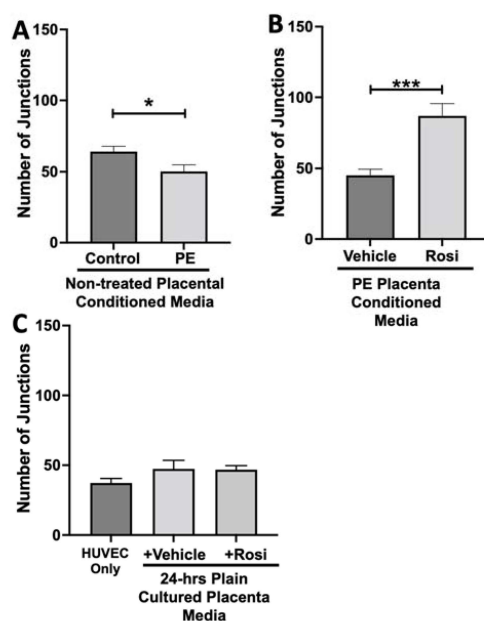 A
Number of Junctions
150
100
50
0
*
Control PE
Non-treated Placental
Conditioned Media
B
Number of Junctions
150
100
50
0
***
Vehicle Rosi
PE Placenta
Conditioned
Media
C
Number of Junctions
150
100
50
0
HUVEC
Only
+Vehicle +Rosi
24-hrs Plain
Cultured Placenta
Media